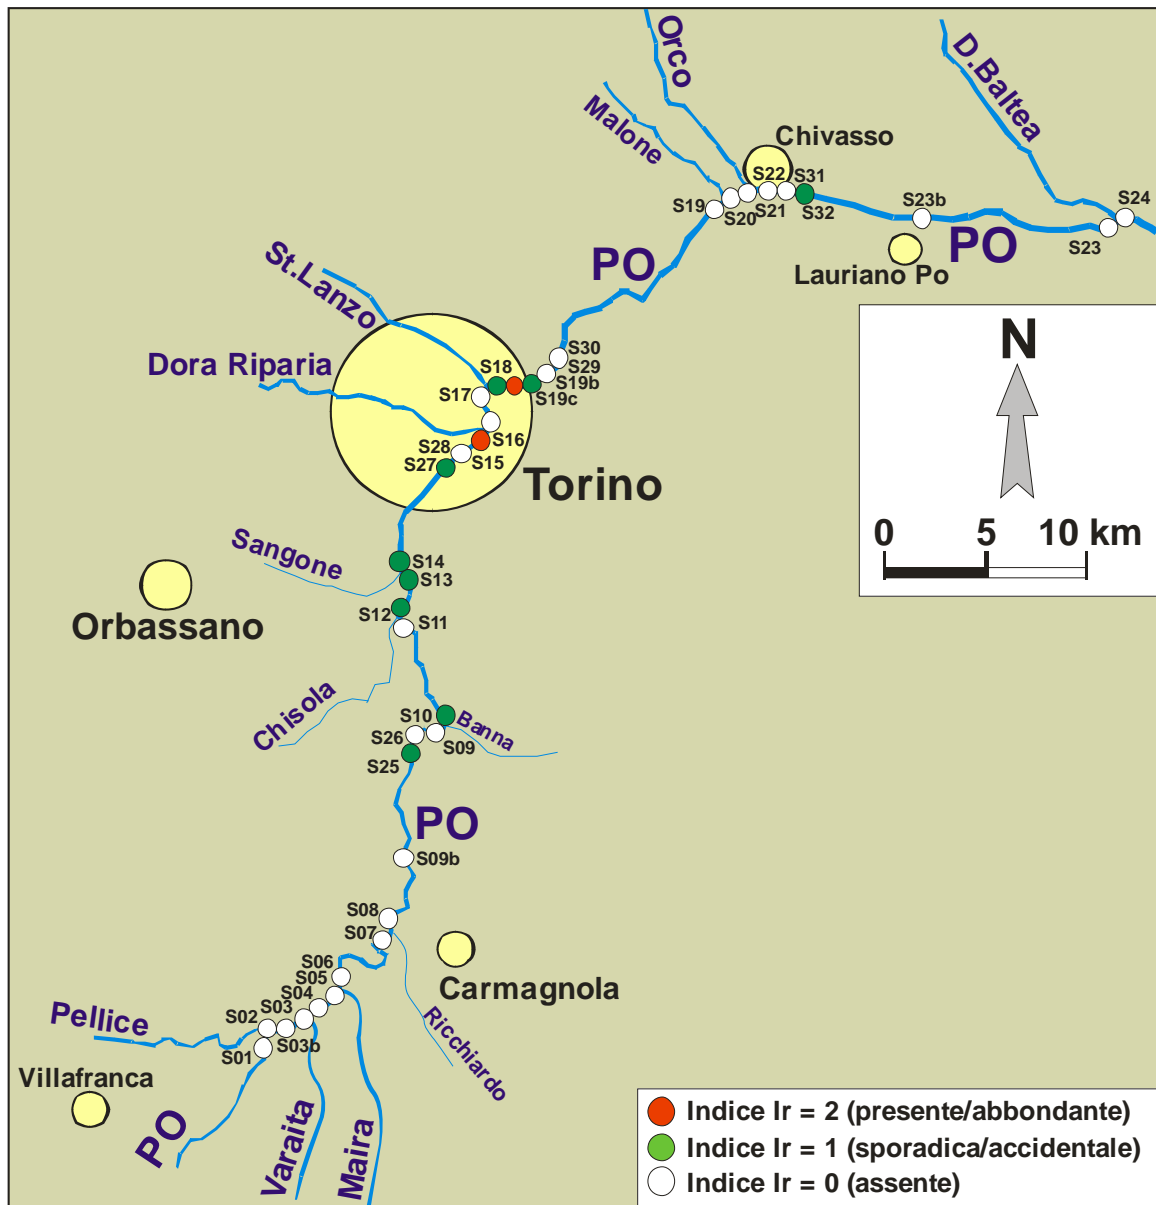 Orco
D.Baltea
Malone
Chivasso
S22
S31
S19
S20
S21
S32
S23b
S24
S23
PO
PO
Lauriano Po
St.Lanzo
Dora Riparia
N
0 5 10 km
S30
S29
S19b
S18
S19c
S17
S16
S28
S15
S27
Torino
Sangone
S14
S13
S12
S11
Orbassano
Chisola
S10
Banna
S26
S09
S25
PO
S09b
S08
S07
S06
S05
S04
S03
S02
S03b
S01
Carmagnola
Ricchiardo
Pellice
Villafranca
PO
Varaita
Maira
Indice Ir = 2 (presente/abbondante)
Indice Ir = 1 (sporadica/accidentale)
Indice Ir = 0 (assente)